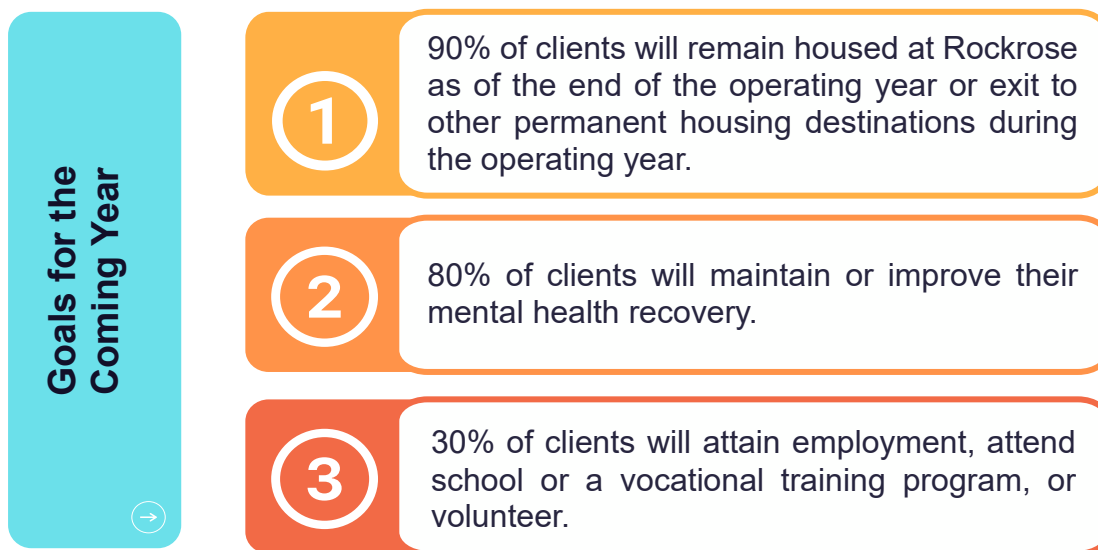 Goals for the
Coming Year
1
90% of clients will remain housed at Rockrose
as of the end of the operating year or exit to
other permanent housing destinations during
the operating year.
2
80% of clients will maintain or improve their
mental health recovery.
3
30% of clients will attain employment, attend
school or a vocational training program, or
volunteer.